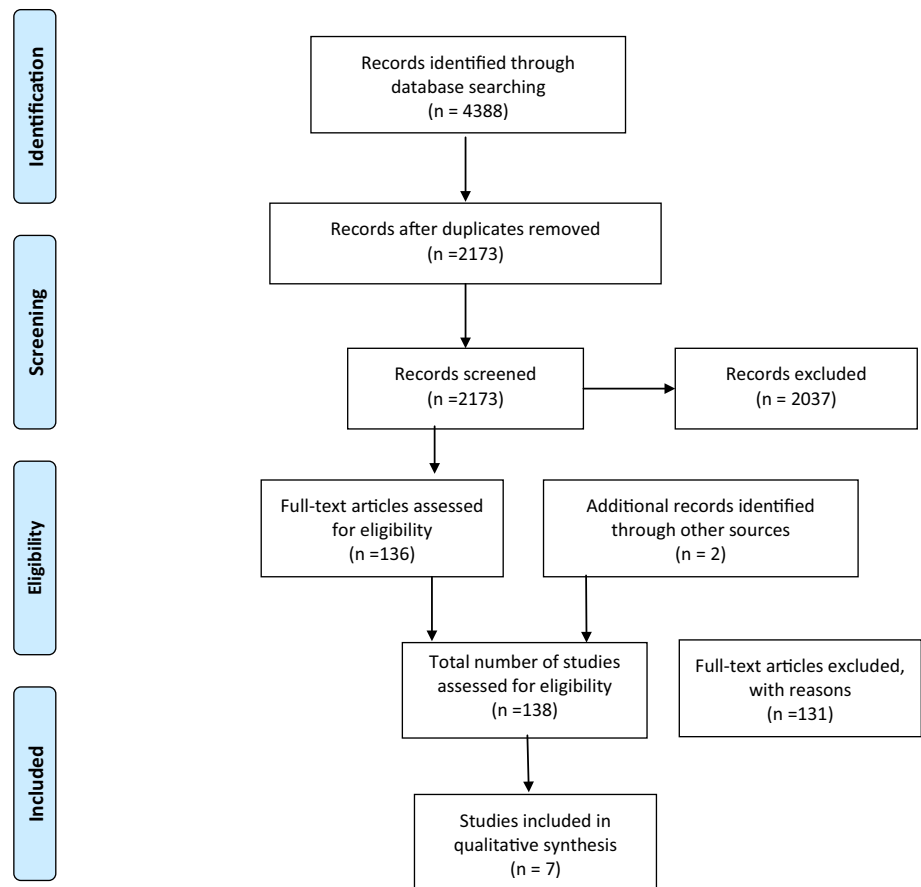 Identification
Records identified through
database searching
(n = 4388)
Records after duplicates removed
(n =2173)
Screening
Records screened
(n =2173)
Records excluded
(n = 2037)
Eligibility
Full-text articles assessed
for eligibility
(n =136)
Additional records identified
through other sources
(n = 2)
Total number of studies
assessed for eligibility
(n =138)
Full-text articles excluded,
with reasons
(n =131)
Included
Studies included in
qualitative synthesis
(n = 7)